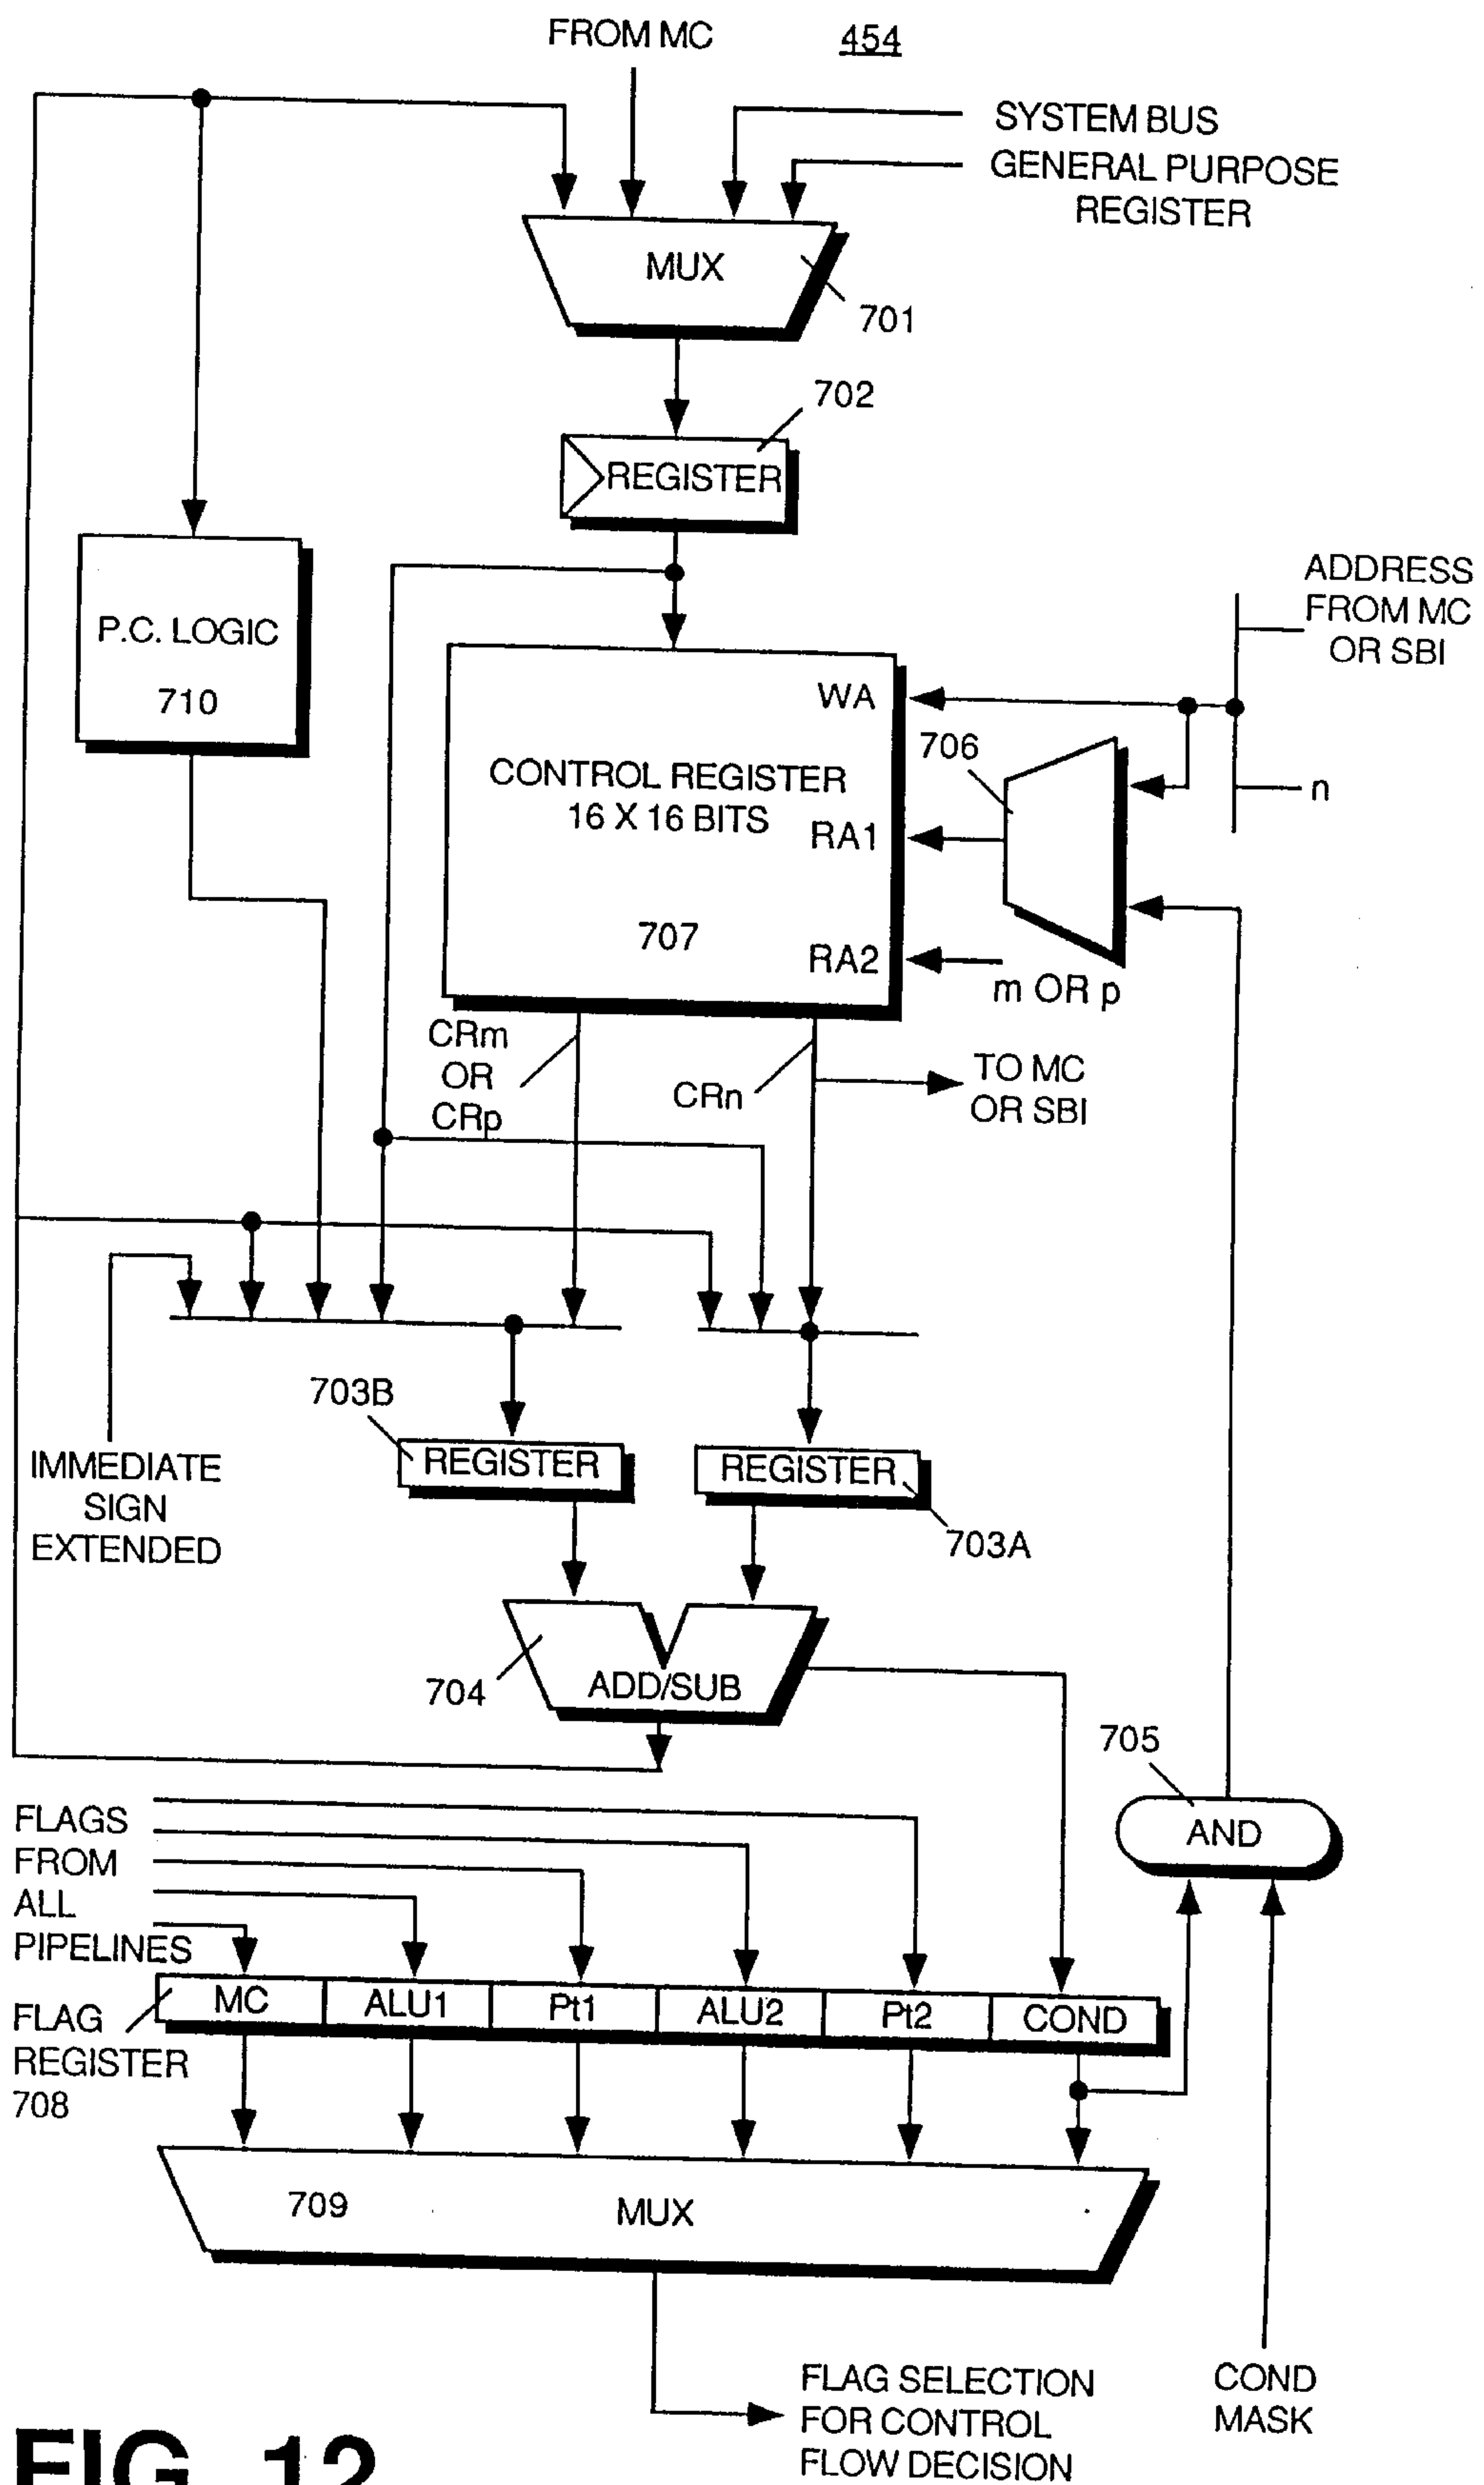 FROM MC
454
SYSTEM BUS
GENERAL PURPOSE
REGISTER
MUX
701
702
REGISTER
ADDRESS
FROM MC
OR SBI
P.C. LOGIC
710
WA
706
n
CONTROL REGISTER
16 X 16 BITS
RA1
707
RA2
m OR p
CRm
OR
CRp
CRn
TO MC
OR SBI
703B
REGISTER
REGISTER
703A
IMMEDIATE
SIGN
EXTENDED
704
ADD/SUB
705
AND
FLAGS
FROM
ALL
PIPELINES
MC
ALU1
Pt1
ALU2
Pt2
COND
FLAG
REGISTER
708
709
MUX
FLAG SELECTION
FOR CONTROL
FLOW DECISION
COND
MASK
FIG. 12